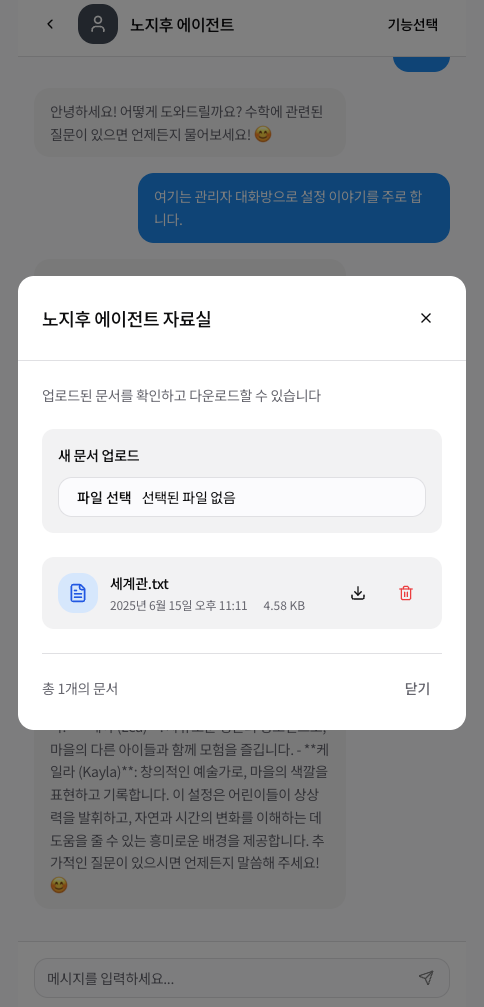 노지후 에이전트
기능선택
안녕하세요! 어떻게 도와드릴까요? 수학에 관련된
질문이 있으면 언제든지 물어보세요! 😊
여기는 관리자 대화방으로 설정 이야기를 주로 합
니다.
노지후 에이전트 자료실
업로드된 문서를 확인하고 다운로드할 수 있습니다
새 문서 업로드
파일 선택 선택된 파일 없음
세계관.txt
2025년 6월 15일 오후 11:11 4.58 KB
총 1개의 문서
닫기
마을의 다른 아이들과 함께 모험을 즐깁니다. - **케
일라 (Kayla)**: 창의적인 예술가로, 마을의 색깔을
표현하고 기록합니다. 이 설정은 어린이들이 상상
력을 발휘하고, 자연과 시간의 변화를 이해하는 데
도움을 줄 수 있는 흥미로운 배경을 제공합니다. 추
가적인 질문이 있으시면 언제든지 말씀해 주세요!
😊
메시지를 입력하세요...